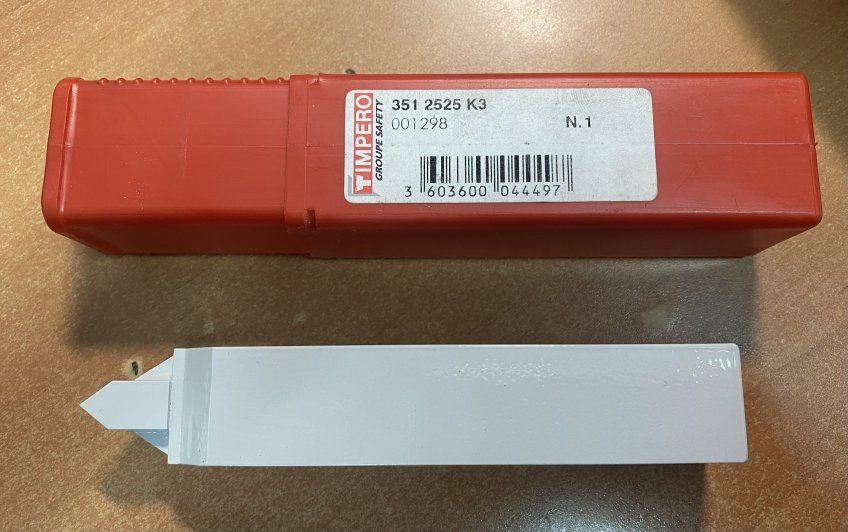 IMPERO
GROUPE SAFETY
351 2525 K3
001298
N.1
3 603600 044497